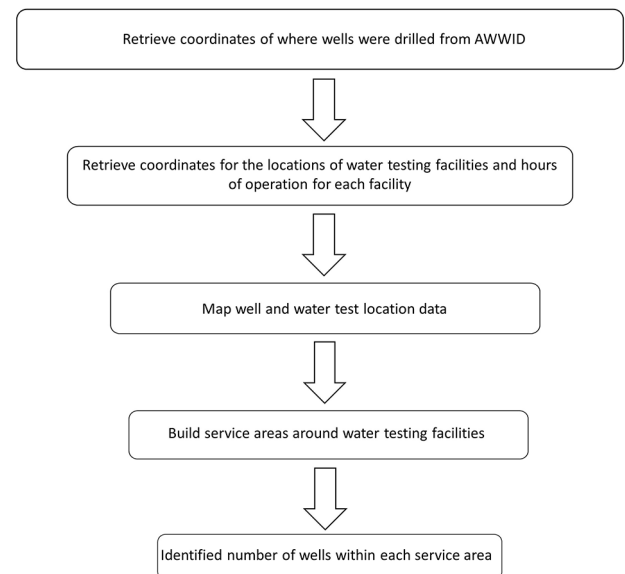 Retrieve coordinates of where wells were drilled from AWWID
Retrieve coordinates for the locations of water testing facilities and hours
of operation for each facility
Map well and water test location data
Build service areas around water testing facilities
Identified number of wells within each service area